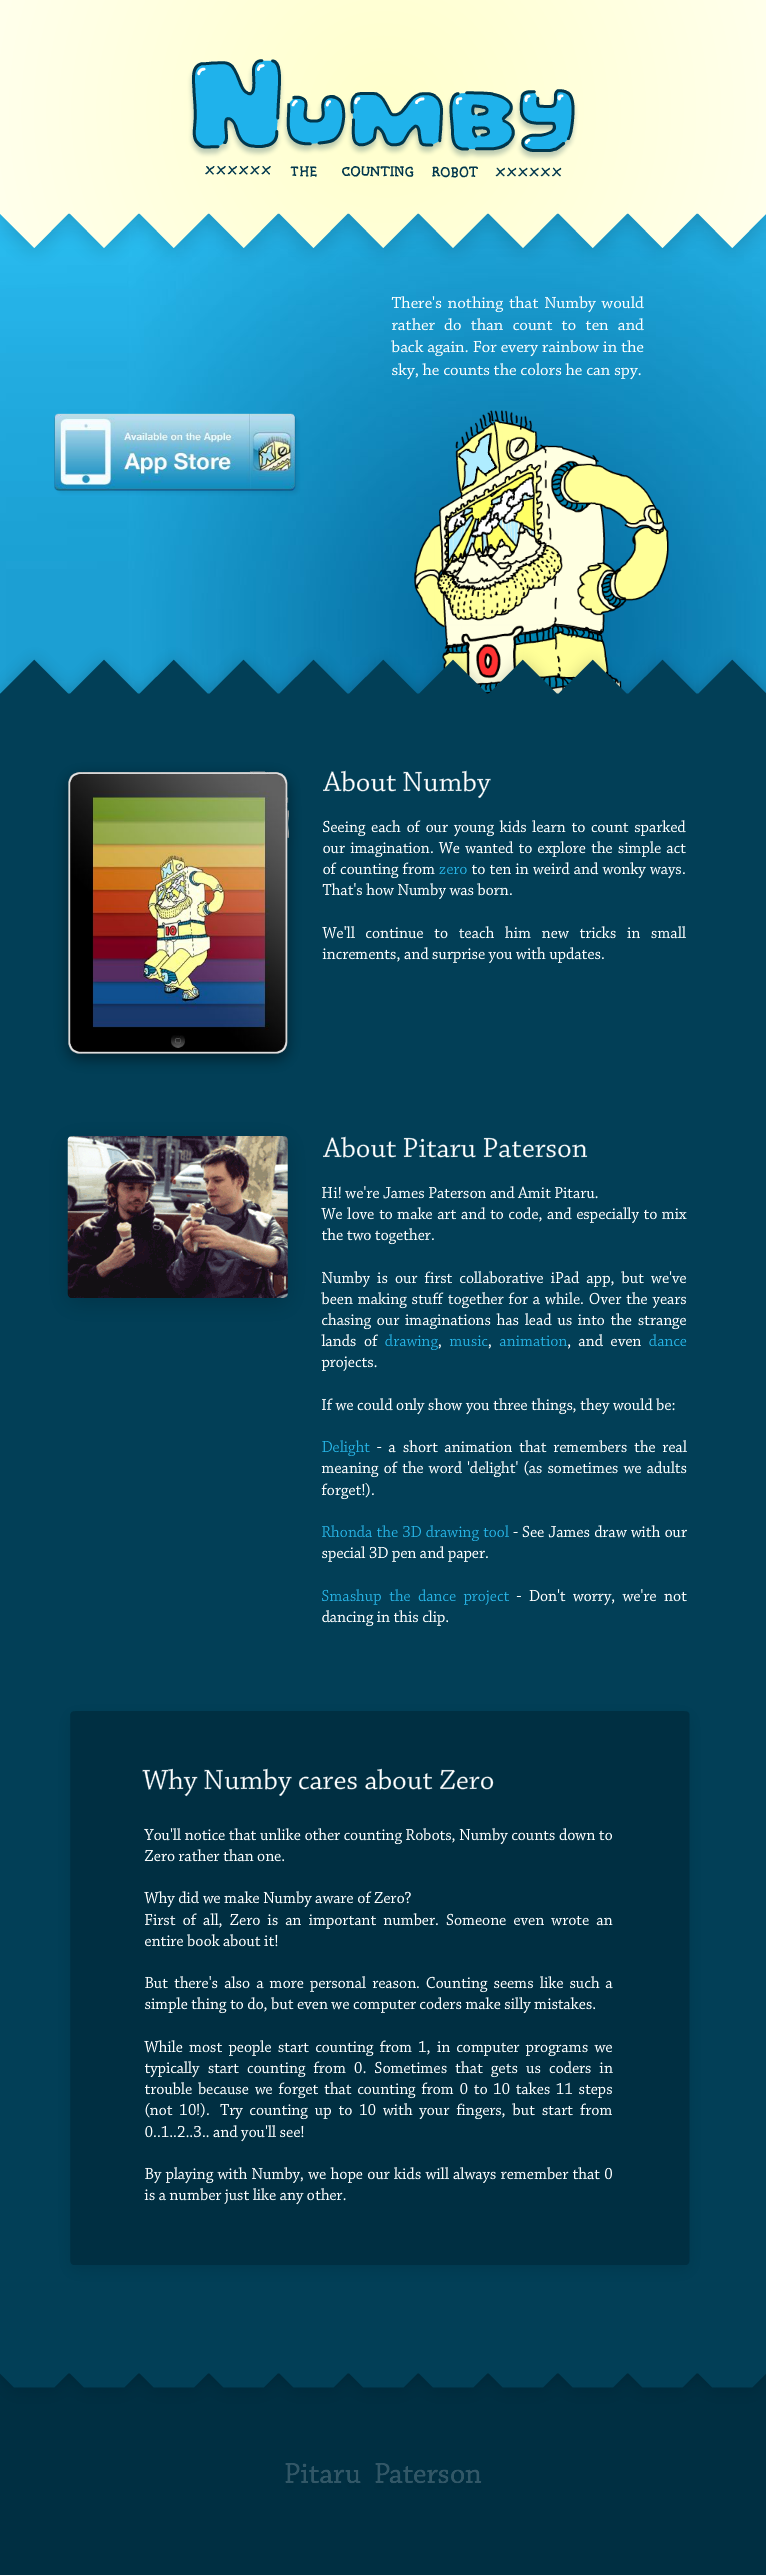 NUMBY
xxxxxx THE COUNTING ROBOT xxxxxx
There's nothing that Numby would
rather do than count to ten and
back again. For every rainbow in the
sky, he counts the colors he can spy.
Available on the Apple
App Store
0
About Numby
Seeing each of our young kids learn to count sparked
our imagination. We wanted to explore the simple act
of counting from zero to ten in weird and wonky ways.
That's how Numby was born.
We'll continue to teach him new tricks in small
increments, and surprise you with updates.
10
About Pitaru Paterson
Hi! we're James Paterson and Amit Pitaru.
We love to make art and to code, and especially to mix
the two together.
Numby is our first collaborative iPad app, but we've
been making stuff together for a while. Over the years
chasing our imaginations has lead us into the strange
lands of drawing, music, animation, and even dance
projects.
If we could only show you three things, they would be:
Delight - a short animation that remembers the real
meaning of the word 'delight' (as sometimes we adults
forget!).
Rhonda the 3D drawing tool - See James draw with our
special 3D pen and paper.
Smashup the dance project - Don't worry, we're not
dancing in this clip.
Why Numby cares about Zero
You'll notice that unlike other counting Robots, Numby counts down to
Zero rather than one.
Why did we make Numby aware of Zero?
First of all, Zero is an important number. Someone even wrote an
entire book about it!
But there's also a more personal reason. Counting seems like such a
simple thing to do, but even we computer coders make silly mistakes.
While most people start counting from 1, in computer programs we
typically start counting from 0. Sometimes that gets us coders in
trouble because we forget that counting from 0 to 10 takes 11 steps
(not 10!). Try counting up to 10 with your fingers, but start from
0..1..2..3.. and you'll see!
By playing with Numby, we hope our kids will always remember that 0
is a number just like any other.
Pitaru Paterson